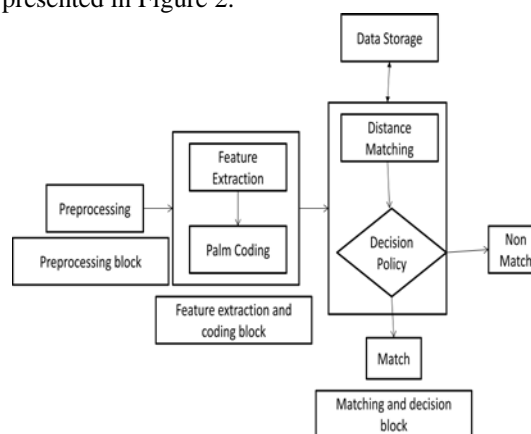 presented in Figure 2.
Data Storage
Distance
Matching
Feature
Extraction
Preprocessing
Palm Coding
Decision
Policy
Non
Match
Preprocessing block
Feature extraction and
coding block
Match
Matching and decision
block